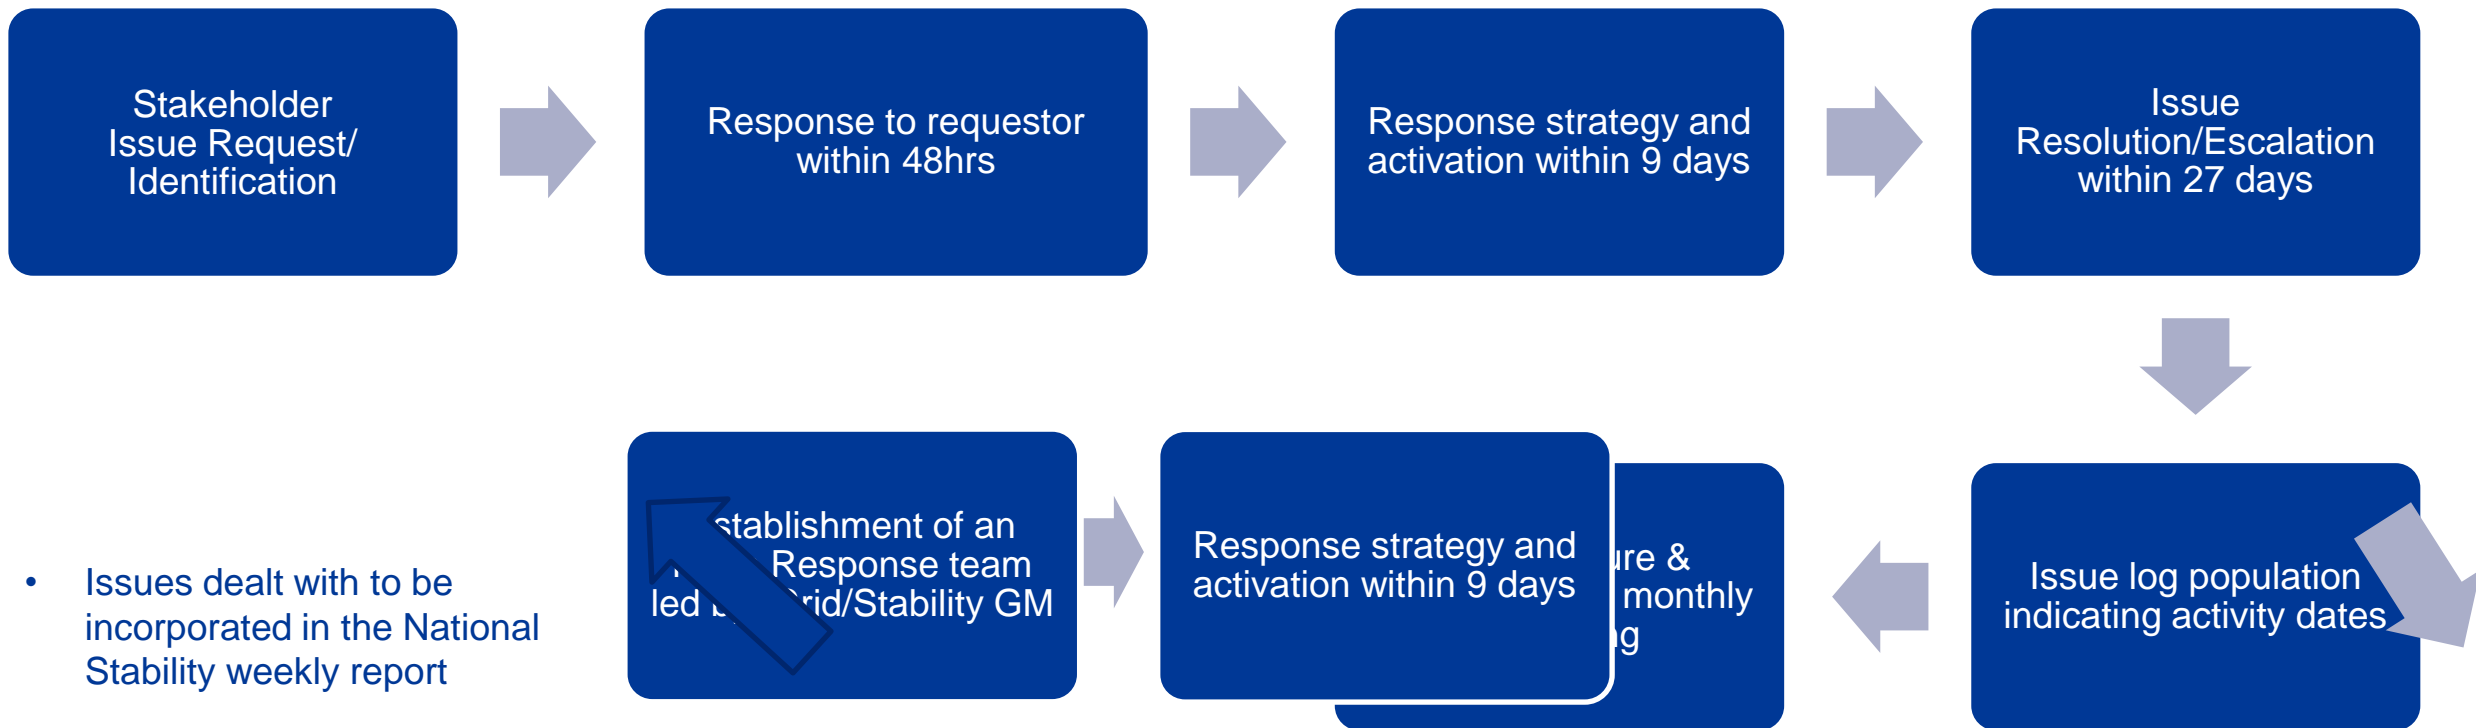 Stakeholder
Issue Request/
Identification
Response to requestor
within 48hrs
Response strategy and
activation within 9 days
Issue
Resolution/Escalation
within 27 days
stablishment of an
Response team
led rid/Stability GM
Response strategy and
activation within 9 days
ure &
monthly
Issue log population
indicating activity dates
• Issues dealt with to be
incorporated in the National
Stability weekly report